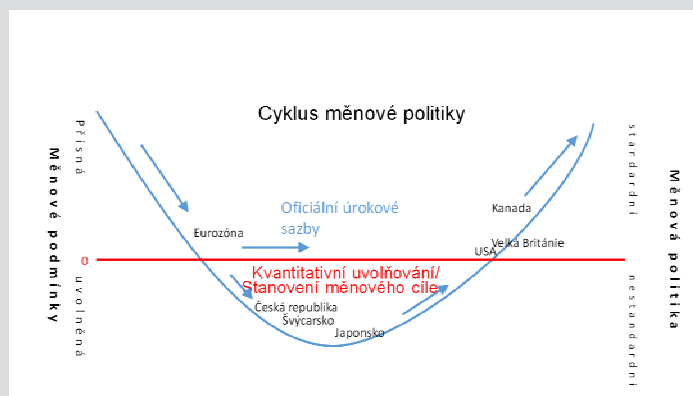 Cyklus měnové politiky
Měnové podmínky
Přísná
uvolněná
0
Oficiální úrokové
sazby
Eurozóna
Kvantitativní uvolňování/
Stanovení měnového cíle
Česká republika
Švýcarsko
Japonsko
USA
Velká Británie
Kanada
standardní
nestandardní
Měnová politika